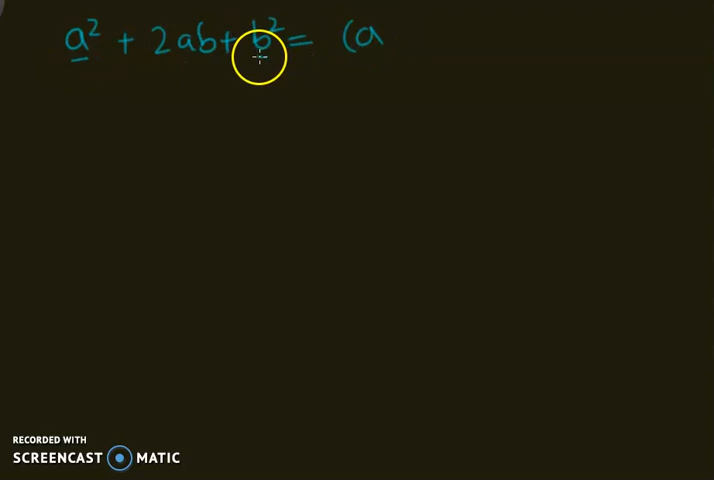 a² + 2ab + b² = (a
RECORDED WITH
SCREENCAST MATIC